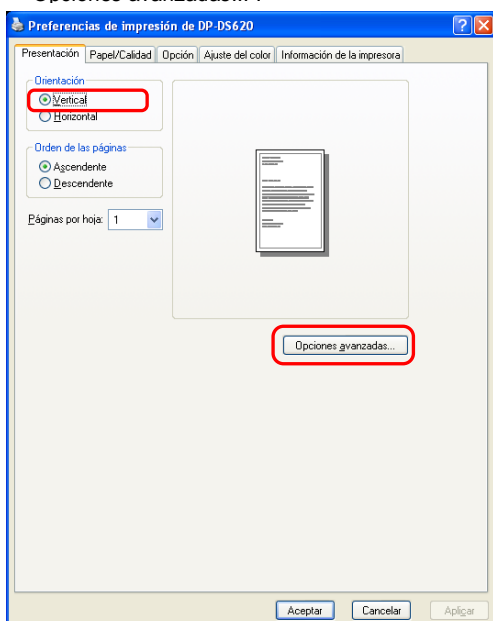 Opciones avanzadas... .
Preferencias de impresión de DP-DS620
Presentación Papel/Calidad Opción Ajuste del color Información de la impresora
Orientación
Vertical
Horizontal
Orden de las páginas
Ascendente
Descendente
Páginas por hoja: 1
Opciones avanzadas...
Aceptar Cancelar Aplicar